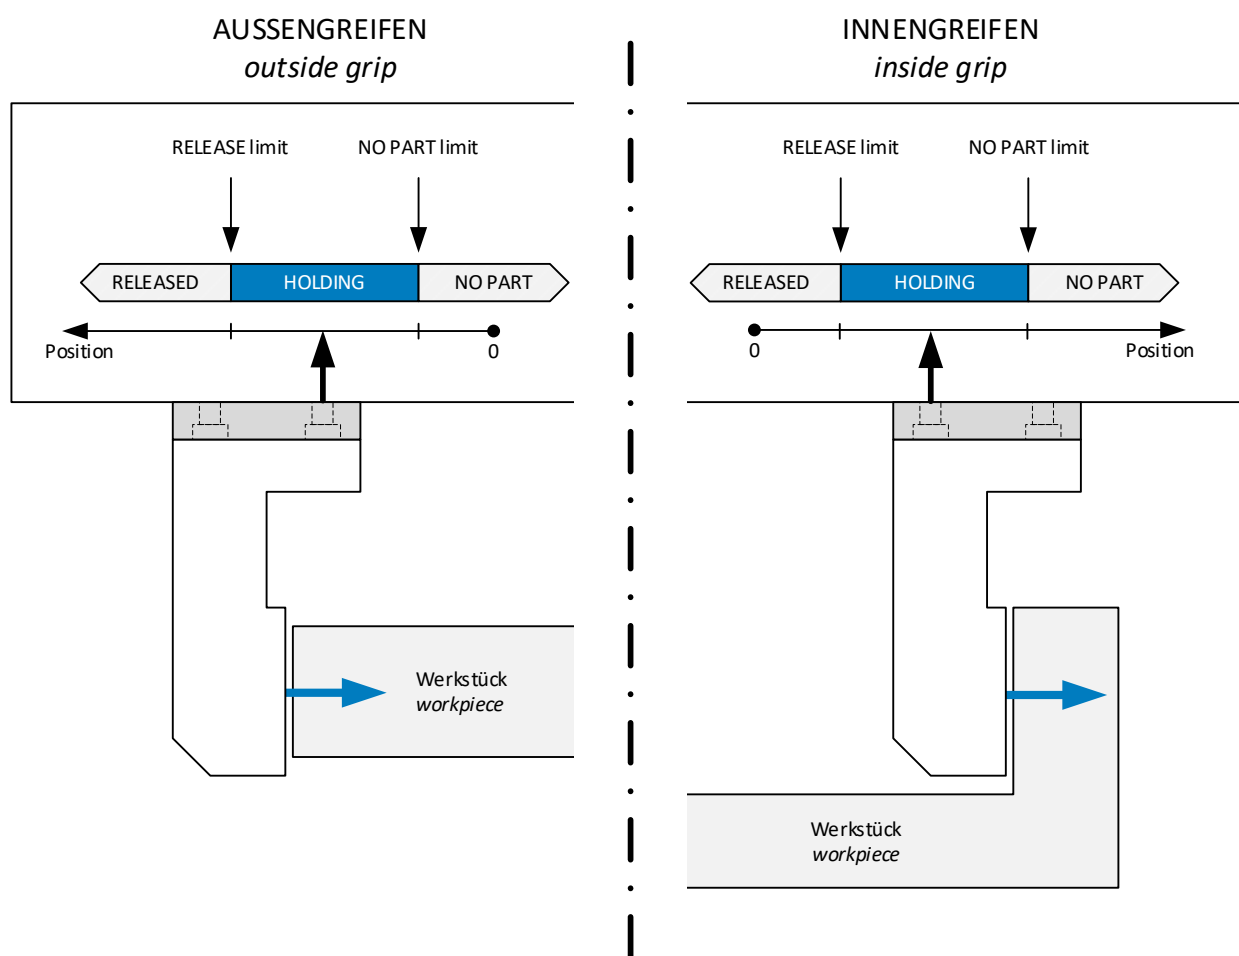 AUSSENGREIFEN
outside grip
RELEASE limit
NO PART limit
RELEASED
HOLDING
NO PART
Position
0
Werkstück
workpiece
INNENGREIFEN
inside grip
RELEASE limit
NO PART limit
RELEASED
HOLDING
NO PART
0
Position
Werkstück
workpiece